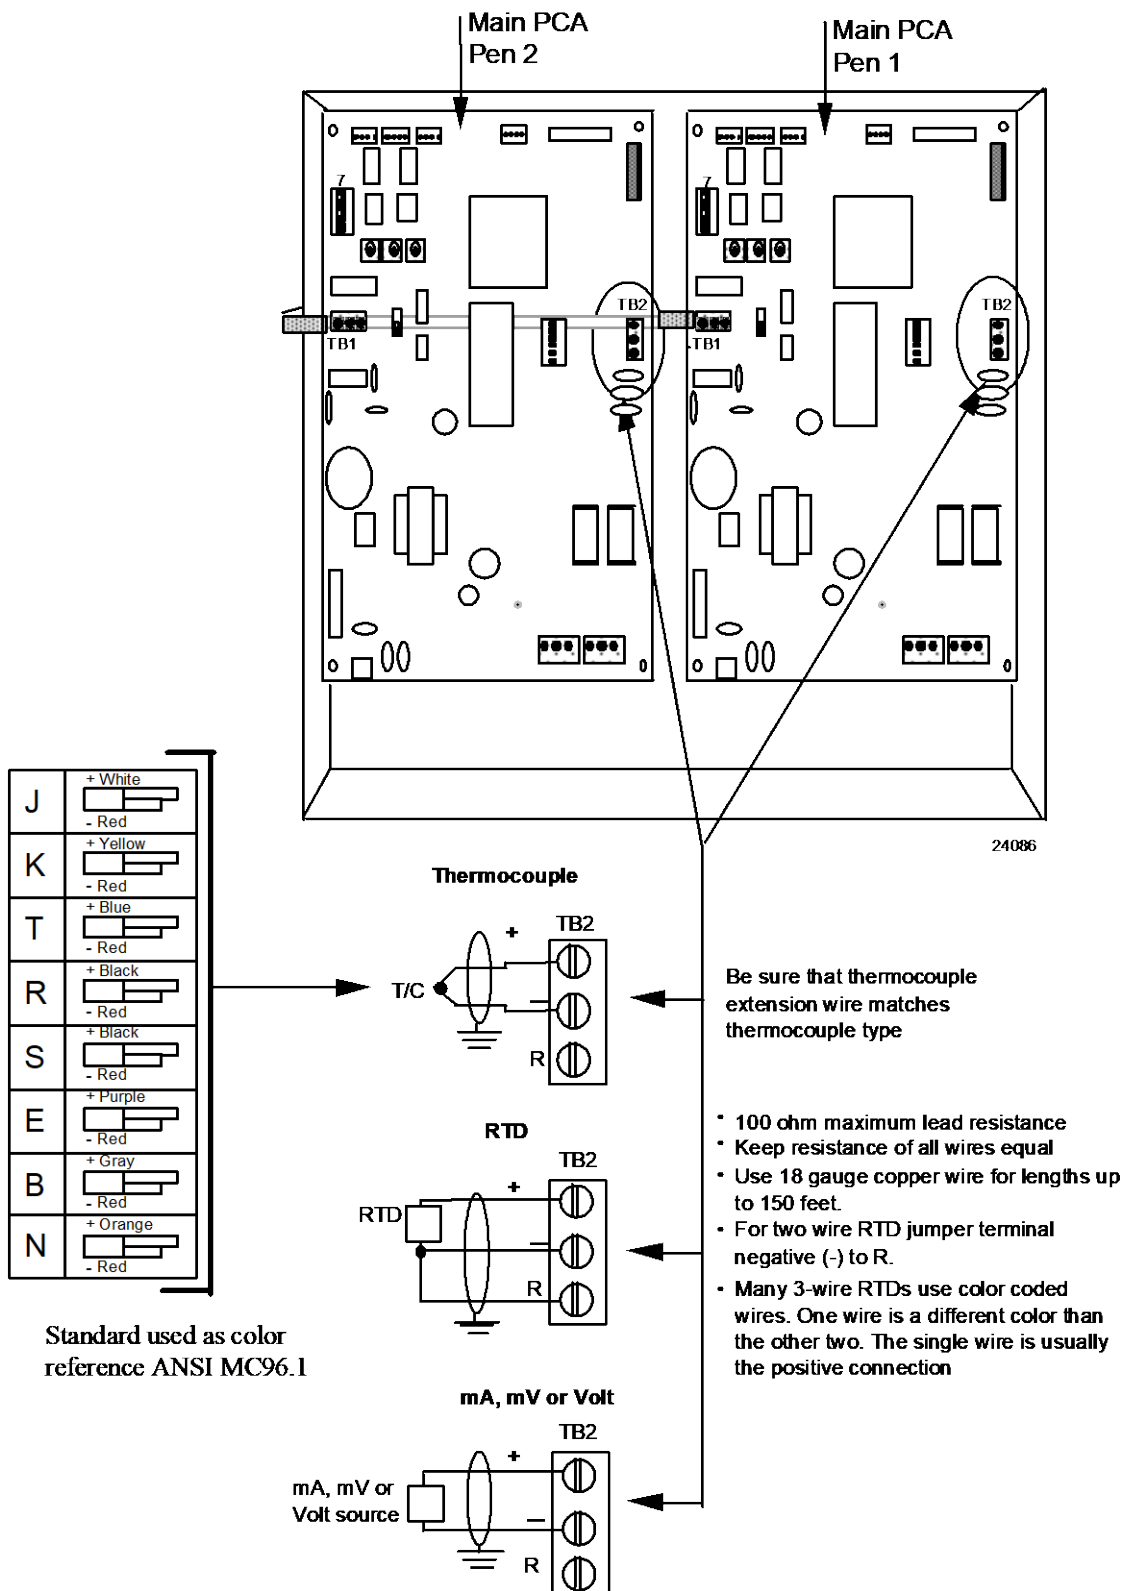 Main PCA
Pen 2
Main PCA
Pen 1
7
7
TB2
TB2
TB1
TB1
24086
J
+ White
- Red
K
+ Yellow
- Red
T
+ Blue
- Red
R
+ Black
- Red
S
+ Black
- Red
E
+ Purple
- Red
B
+ Gray
- Red
N
+ Orange
- Red
Standard used as color
reference ANSI MC96.1
Thermocouple
TB2
+
T/C
–
R
Be sure that thermocouple
extension wire matches
thermocouple type
RTD
TB2
+
RTD
–
R
• 100 ohm maximum lead resistance
• Keep resistance of all wires equal
• Use 18 gauge copper wire for lengths up
to 150 feet.
• For two wire RTD jumper terminal
negative (-) to R.
• Many 3-wire RTDs use color coded
wires. One wire is a different color than
the other two. The single wire is usually
the positive connection
mA, mV or Volt
TB2
+
mA, mV or
Volt source
–
R